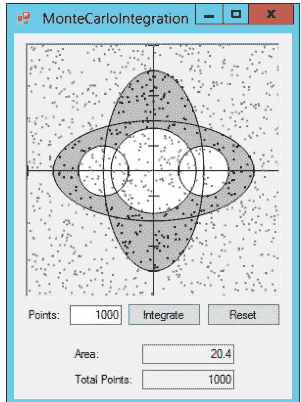 MonteCarloIntegration
Points: 1000 Integrate Reset
Area: 20.4
Total Points: 1000